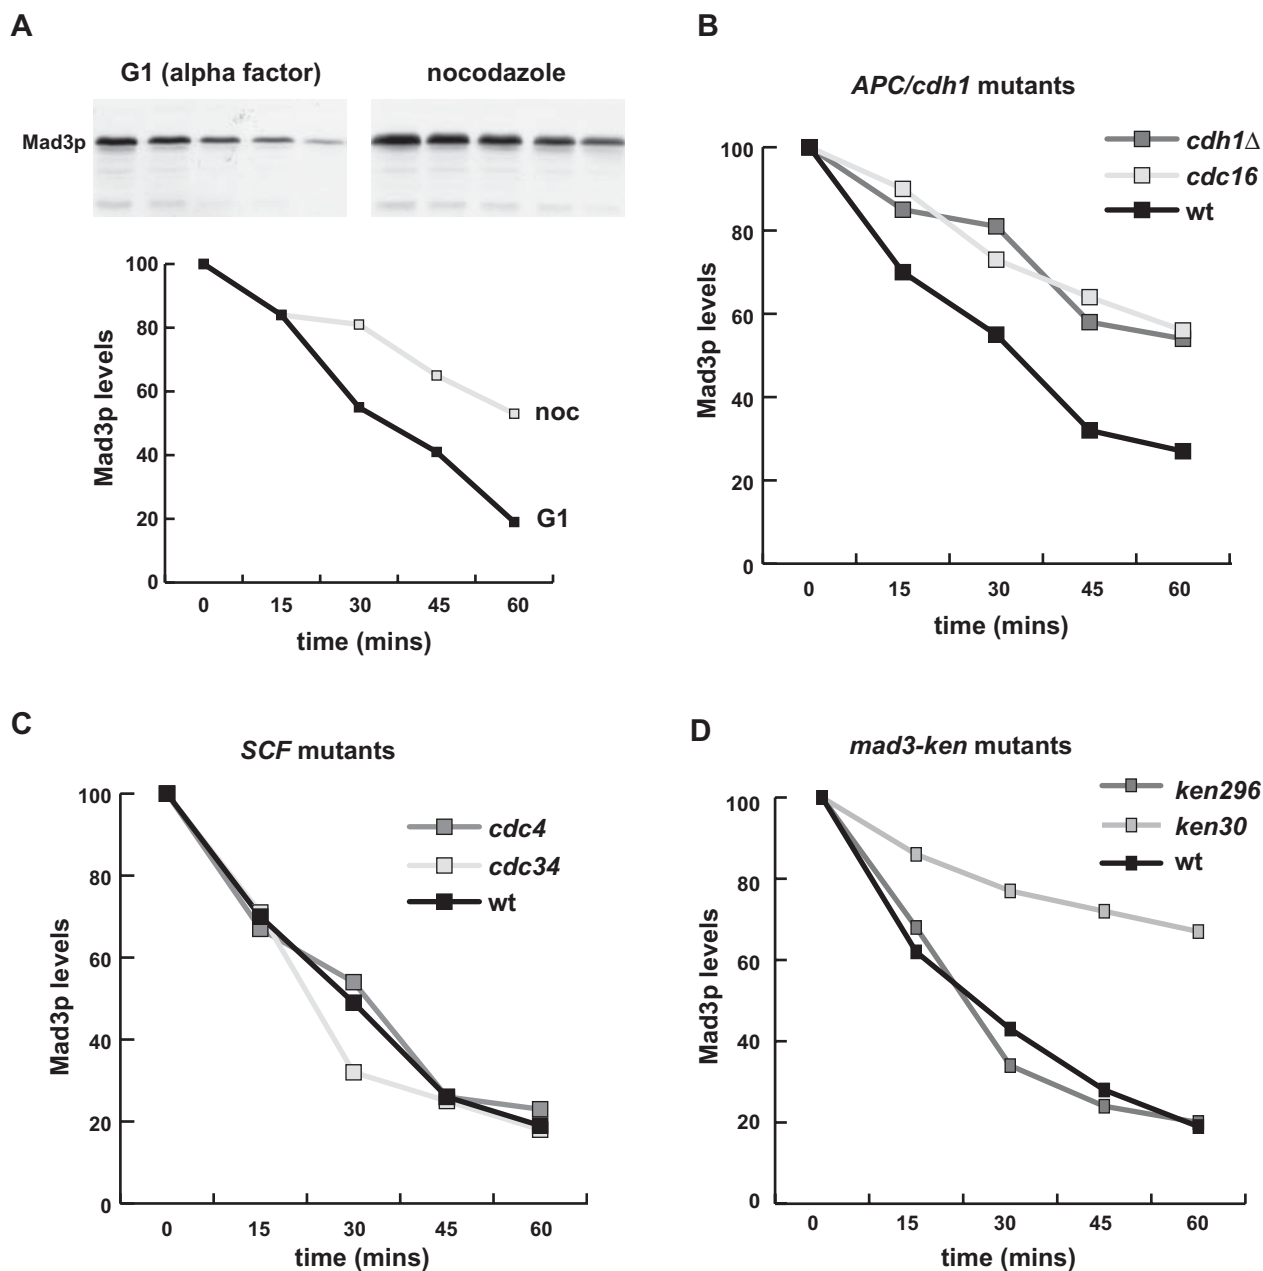 A
G1 (alpha factor)
nocodazole
Mad3p
100
80
60
40
20
0
Mad3p levels
noc
G1
0 15 30 45 60
time (mins)
B
APC/cdh1 mutants
cdh1Δ
cdc16
wt
100
80
60
40
20
0
Mad3p levels
0 15 30 45 60
time (mins)
C
SCF mutants
cdc4
cdc34
wt
100
80
60
40
20
0
Mad3p levels
0 15 30 45 60
time (mins)
D
mad3-ken mutants
ken296
ken30
wt
100
80
60
40
20
0
Mad3p levels
0 15 30 45 60
time (mins)